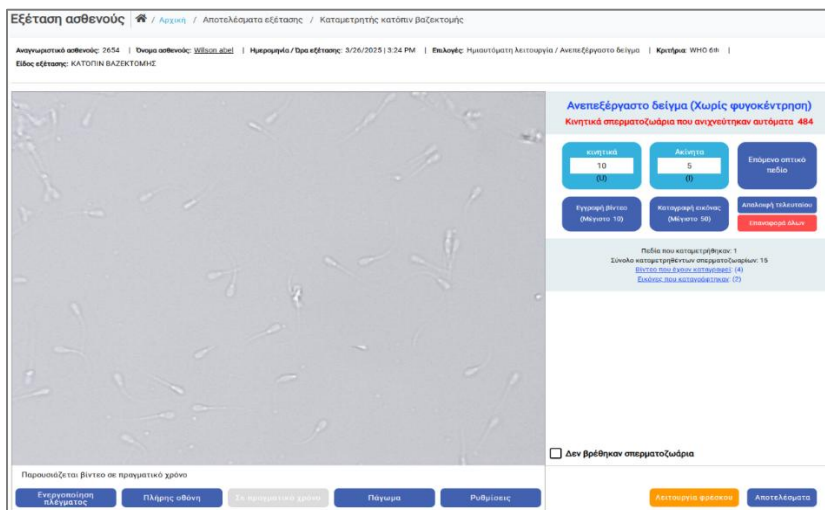 Εξέταση ασθενούς / Αρχική / Αποτελέσματα εξέτασης / Καταμετρητής κατόπιν βαζεκτομής
Αναγνωριστικό ασθενούς: 2654 | Όνομα ασθενούς: Wilson abel | Ημερομηνία / Ώρα εξέτασης: 3/26/2025 | 3:24 PM | Επιλογές: Ημιαυτόματη λειτουργία / Ανεπεξέργαστο δείγμα | Κριτήρια: WHO 6th |
Είδος εξέτασης: ΚΑΤΟΠΙΝ ΒΑΖΕΚΤΟΜΗΣ
Ανεπεξέργαστο δείγμα (Χωρίς φυγοκέντρηση)
Κινητικά σπερματοζωάρια που ανιχνεύτηκαν αυτόματα 484
κινητικά
10
(U)
Ακίνητα
5
(I)
Επόμενο οπτικό
πεδίο
Εγγραφή βίντεο
(Μέγιστο 10)
Καταγραφή εικόνας
(Μέγιστο 50)
Απαλοιφή τελευταίου
Επαναφορά όλων
Πεδία που καταμετρήθηκαν: 1
Σύνολο καταμετρηθέντων σπερματοζωαρίων: 15
Βίντεο που έχουν καταγραφεί: (4)
Εικόνες που καταγράφτηκαν: (2)
Δεν βρέθηκαν σπερματοζωάρια
Παρουσιάζεται βίντεο σε πραγματικό χρόνο
Ενεργοποίηση
πλέγματος
Πλήρης οθόνη
Σε πραγματικό χρόνο
Πάγωμα
Ρυθμίσεις
Λειτουργία φρέσκου
Αποτελέσματα